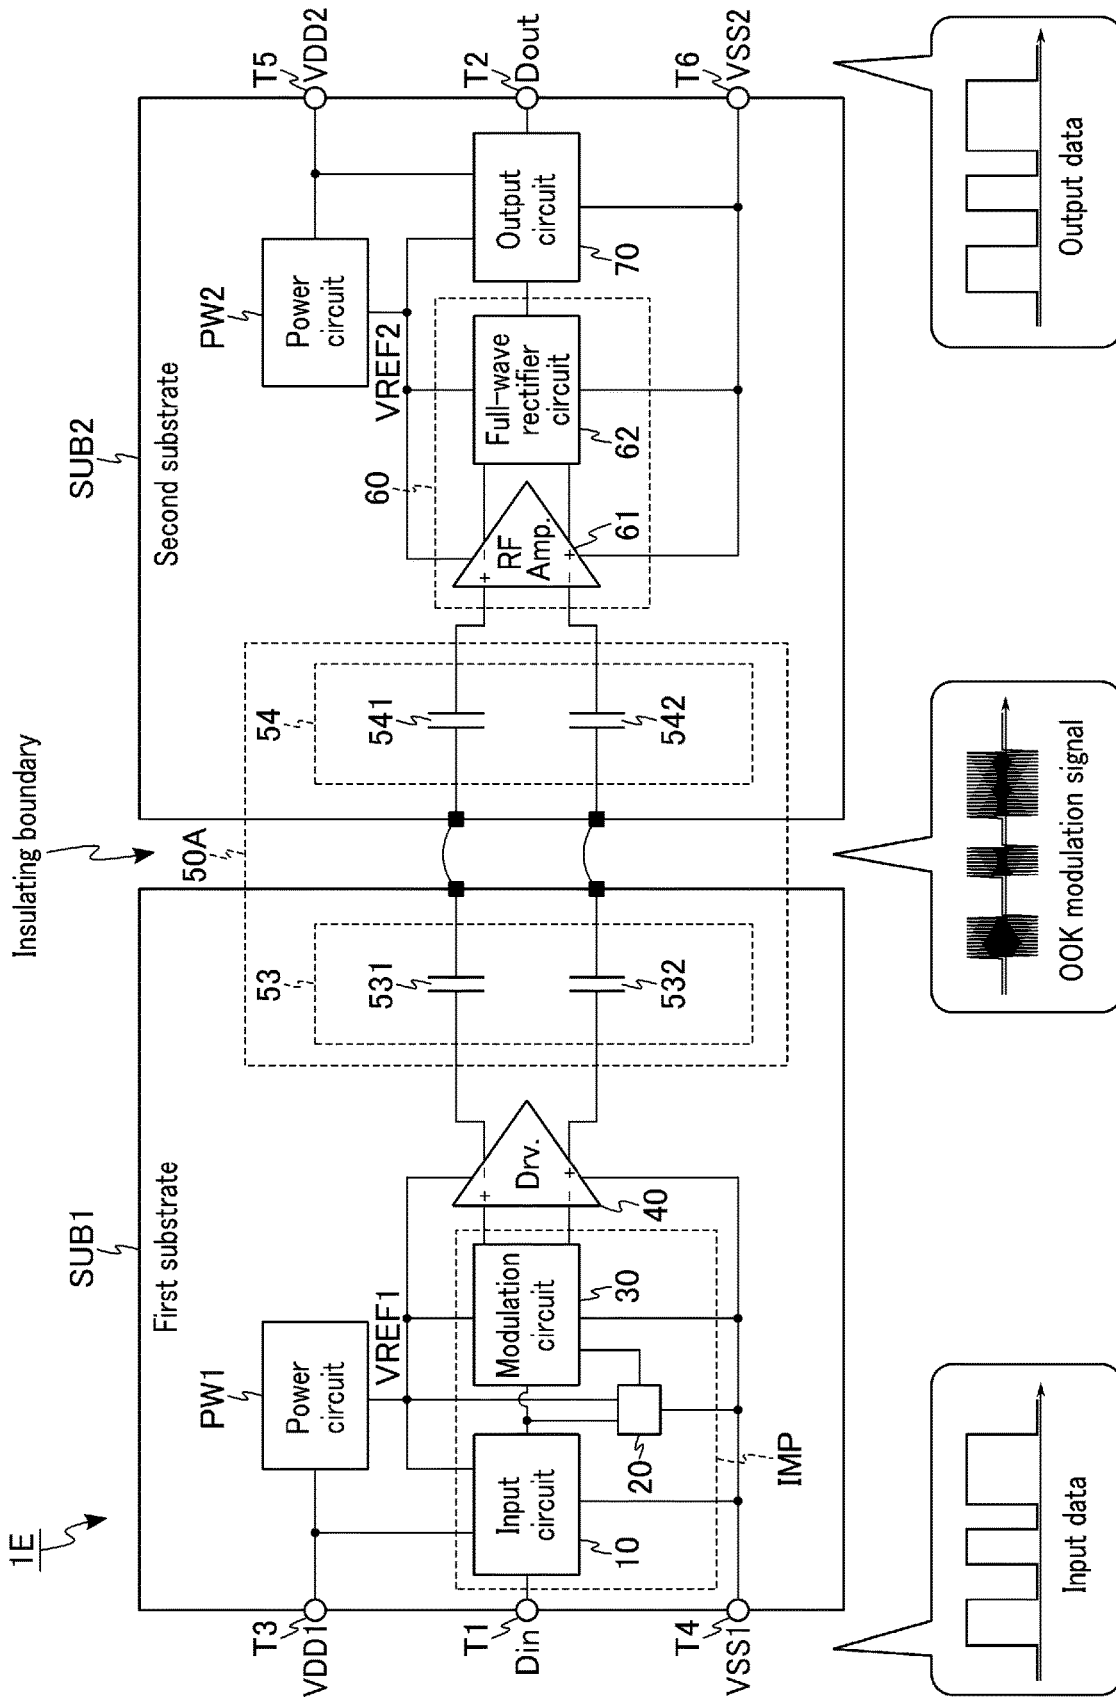 1E
Insulating boundary
SUB1
SUB2
First substrate
Second substrate
PW1
Power
circuit
VREF1
PW2
Power
circuit
VREF2
50A
53
54
60
T3
VDD1
T1
Din
T4
VSS1
Input
circuit
10
20
Modulation
circuit
30
IMP
+
−
−
+
Drv.
40
531
532
541
542
+
−
−
+
RF
Amp.
61
Full-wave
rectifier
circuit
62
Output
circuit
70
T5
VDD2
T2
Dout
T6
VSS2
Input data
OOK modulation signal
Output data